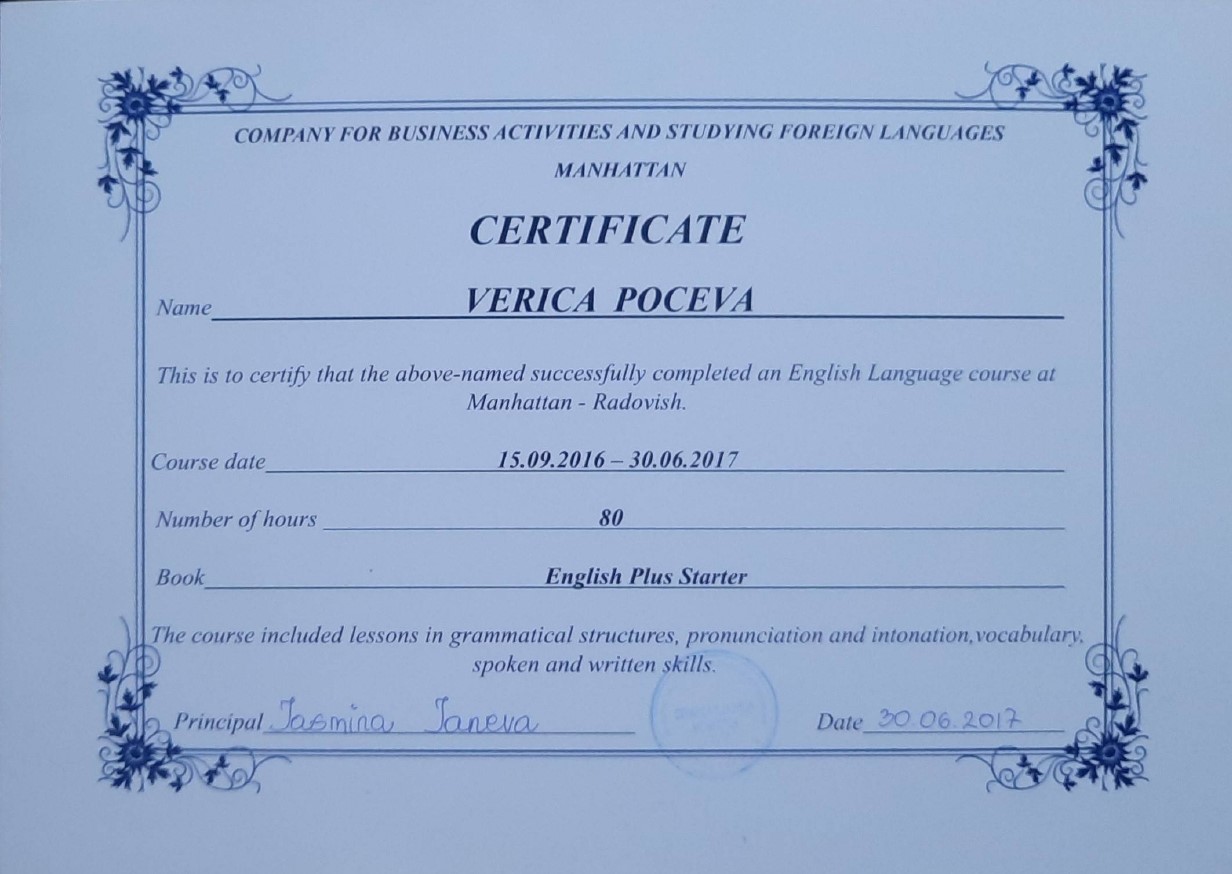 COMPANY FOR BUSINESS ACTIVITIES AND STUDYING FOREIGN LANGUAGES
MANHATTAN
CERTIFICATE
Name VERICA POCEVA
This is to certify that the above-named successfully completed an English Language course at
Manhattan - Radovish.
Course date 15.09.2016 – 30.06.2017
Number of hours 80
Book English Plus Starter
The course included lessons in grammatical structures, pronunciation and intonation, vocabulary,
spoken and written skills.
Principal Jasmina Janeva Date 30.06.2017